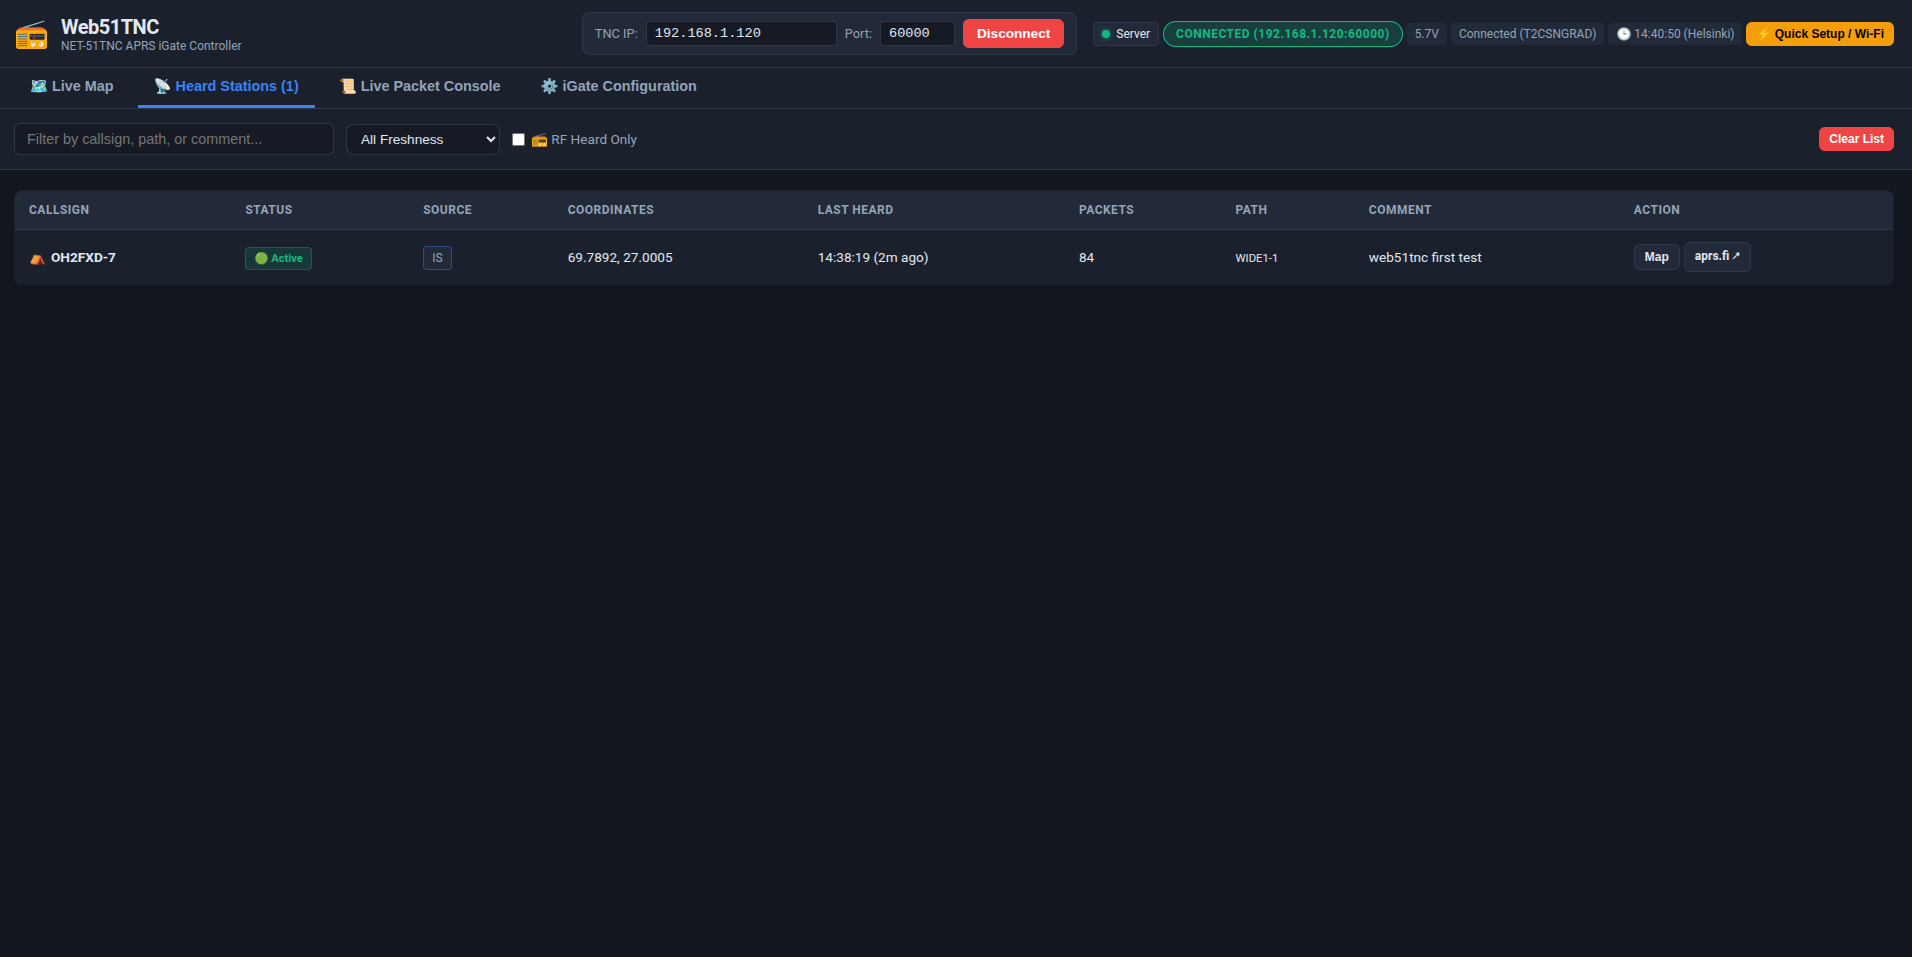 Web51TNC
NET-51TNC APRS iGate Controller
TNC IP: 192.168.1.120 Port: 60000 Disconnect
Server CONNECTED (192.168.1.120:60000) 5.7V Connected (T2CSNGRAD) 14:40:50 (Helsinki) ⚡ Quick Setup / Wi-Fi
Live Map Heard Stations (1) Live Packet Console iGate Configuration
Filter by callsign, path, or comment... All Freshness RF Heard Only Clear List
CALLSIGN STATUS SOURCE COORDINATES LAST HEARD PACKETS PATH COMMENT ACTION
OH2FXD-7 Active IS 69.7892, 27.0005 14:38:19 (2m ago) 84 WIDE1-1 web51tnc first test Map aprs.fi ↗